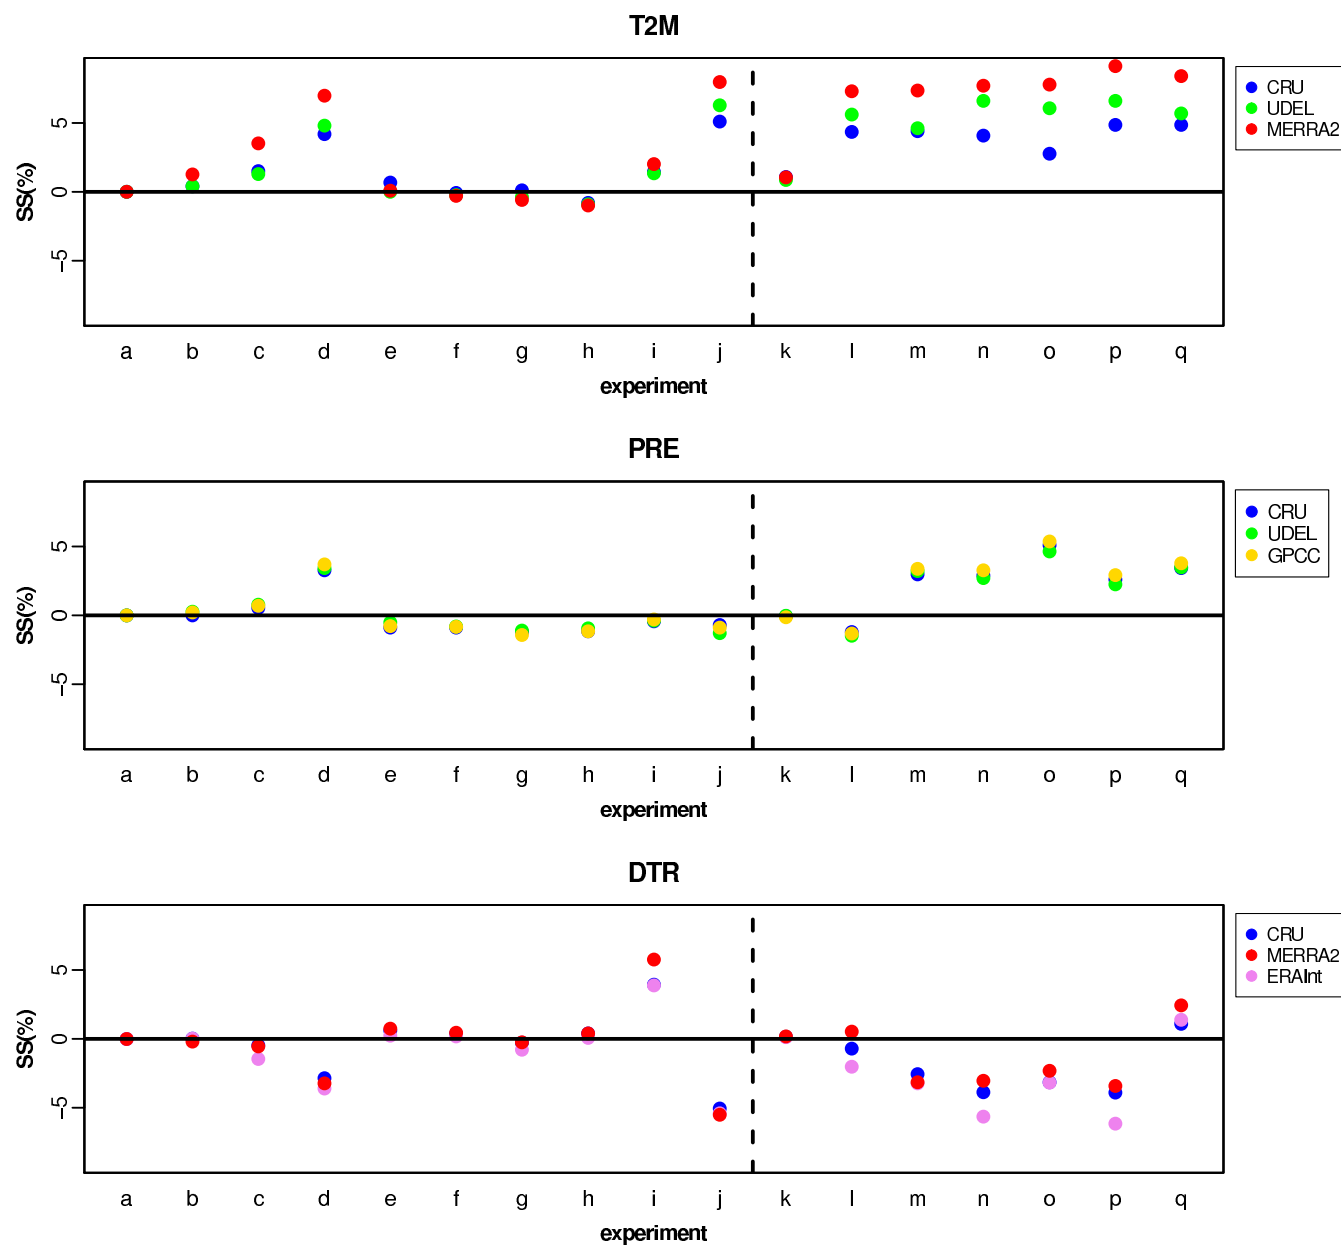 T2M
SS(%)
5
0
−5
a b c d e f g h i j k l m n o p q
experiment
CRU
UDEL
MERRA2
PRE
SS(%)
5
0
−5
a b c d e f g h i j k l m n o p q
experiment
CRU
UDEL
GPCC
DTR
SS(%)
5
0
−5
a b c d e f g h i j k l m n o p q
experiment
CRU
MERRA2
ERAInt